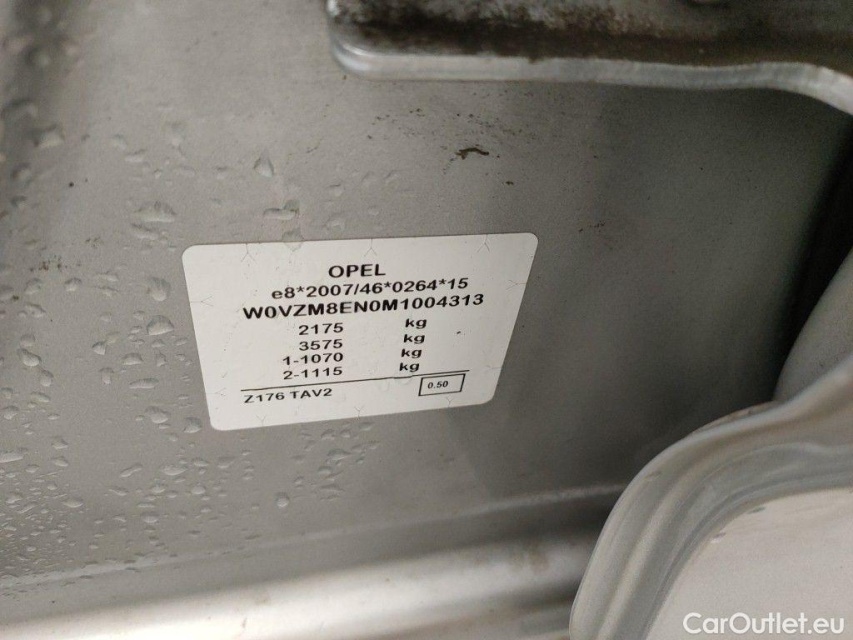 OPEL
e8*2007/46*0264*15
W0VZM8EN0M1004313
2175 kg
3575 kg
1-1070 kg
2-1115 kg
Z176 TAV2 0.50
CarOutlet.eu